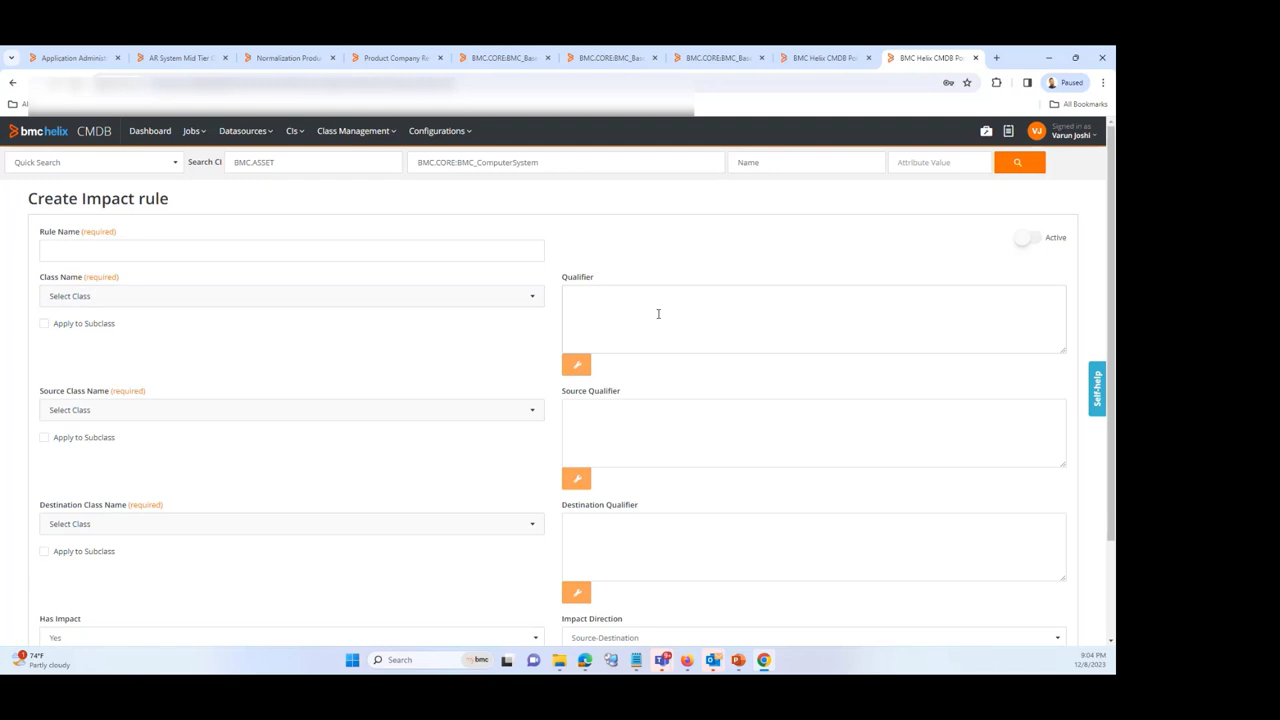 Application Administ
AR System Mid Tier C
Normalization Produ
Product Company Re
BMC.CORE:BMC_Base
BMC.CORE:BMC_Bas
BMC.CORE:BMC_Bas
BMC Helix CMDB Po
BMC Helix CMDB Po
Paused
All Bookmarks
bmchelix CMDB Dashboard Jobs Datasources CIs Class Management Configurations
Signed in as
VJ Varun Joshi
Quick Search Search CI BMC.ASSET BMC.CORE:BMC_ComputerSystem Name Attribute Value
Create Impact rule
Rule Name (required)
Active
Class Name (required) Qualifier
Select Class
Apply to Subclass
Source Class Name (required) Source Qualifier
Select Class
Apply to Subclass
Self-help
Destination Class Name (required) Destination Qualifier
Select Class
Apply to Subclass
Has Impact Impact Direction
Yes Source-Destination
1
74°F
Partly cloudy
Search
bmc
9:04 PM
12/8/2023